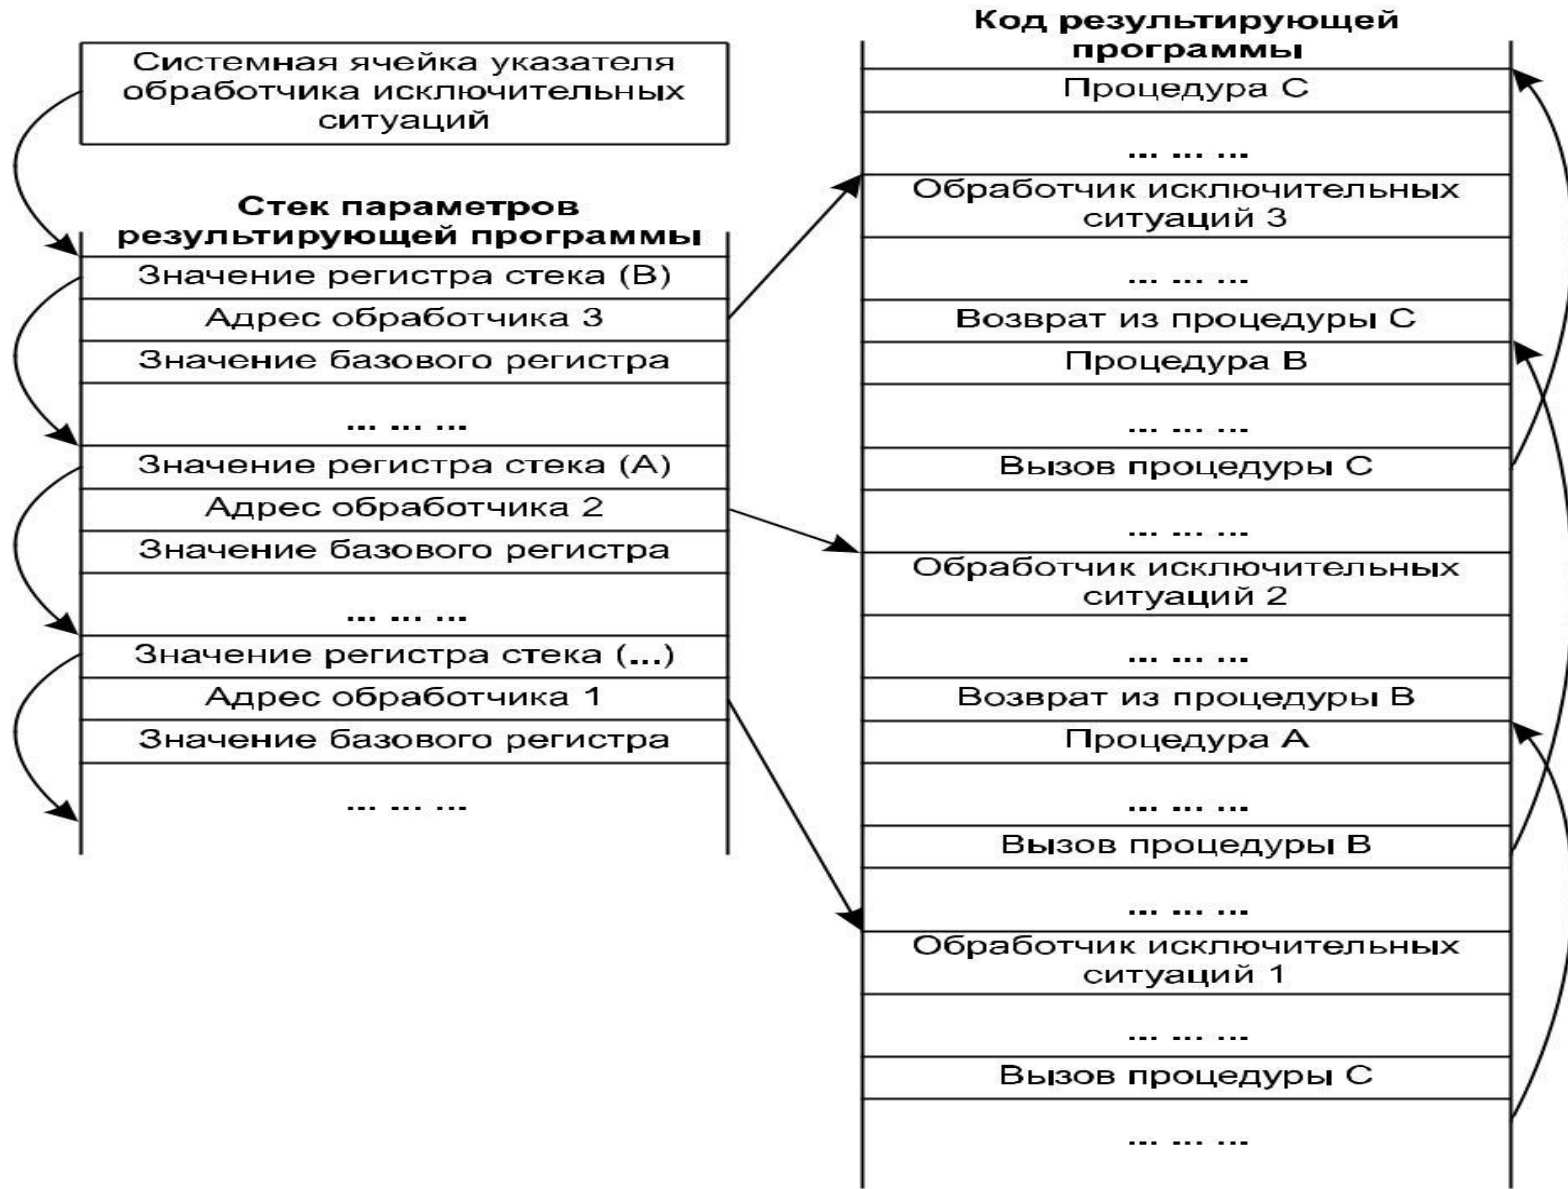 Системная ячейка указателя
обработчика исключительных
ситуаций
Стек параметров
результирующей программы
Значение регистра стека (B)
Адрес обработчика 3
Значение базового регистра
... ... ...
Значение регистра стека (A)
Адрес обработчика 2
Значение базового регистра
... ... ...
Значение регистра стека (...)
Адрес обработчика 1
Значение базового регистра
... ... ...
Код результирующей
программы
Процедура C
... ... ...
Обработчик исключительных
ситуаций 3
... ... ...
Возврат из процедуры C
Процедура B
... ... ...
Вызов процедуры C
... ... ...
Обработчик исключительных
ситуаций 2
... ... ...
Возврат из процедуры B
Процедура A
... ... ...
Вызов процедуры B
... ... ...
Обработчик исключительных
ситуаций 1
... ... ...
Вызов процедуры C
... ... ...